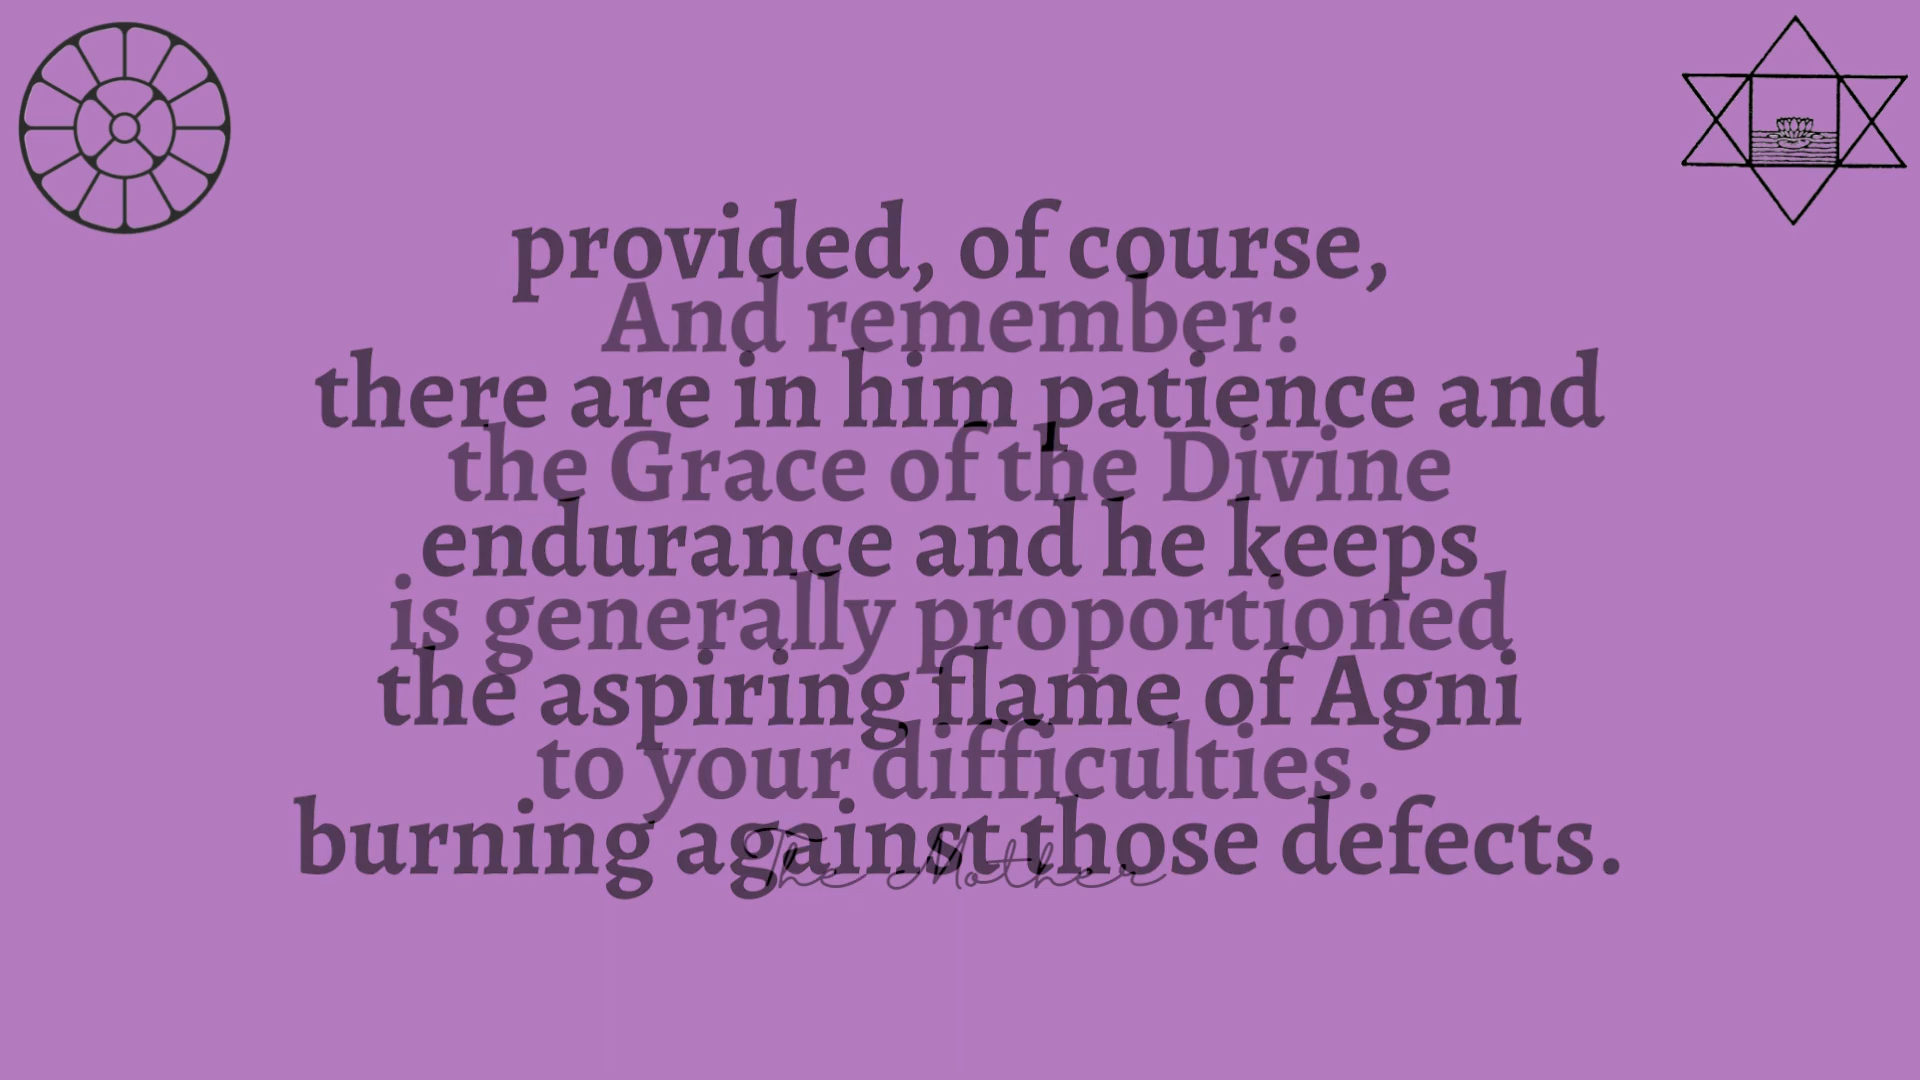 provided, of course,
And remember:
there are in him patience and
the Grace of the Divine
endurance and he keeps
is generally proportioned
the aspiring flame of Agni
to your difficulties.
burning against those defects.
The Mother